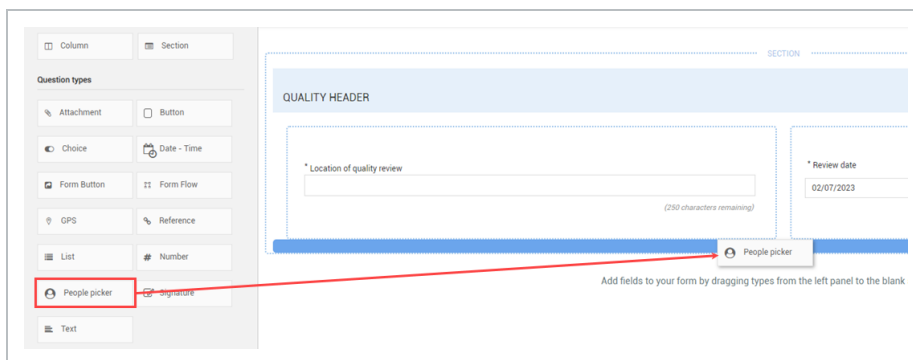 Column Section
Question types
Attachment Button
Choice Date - Time
Form Button Form Flow
GPS Reference
List Number
People picker Signature
Text
SECTION
QUALITY HEADER
* Location of quality review
(250 characters remaining)
* Review date
02/07/2023
People picker
Add fields to your form by dragging types from the left panel to the blank